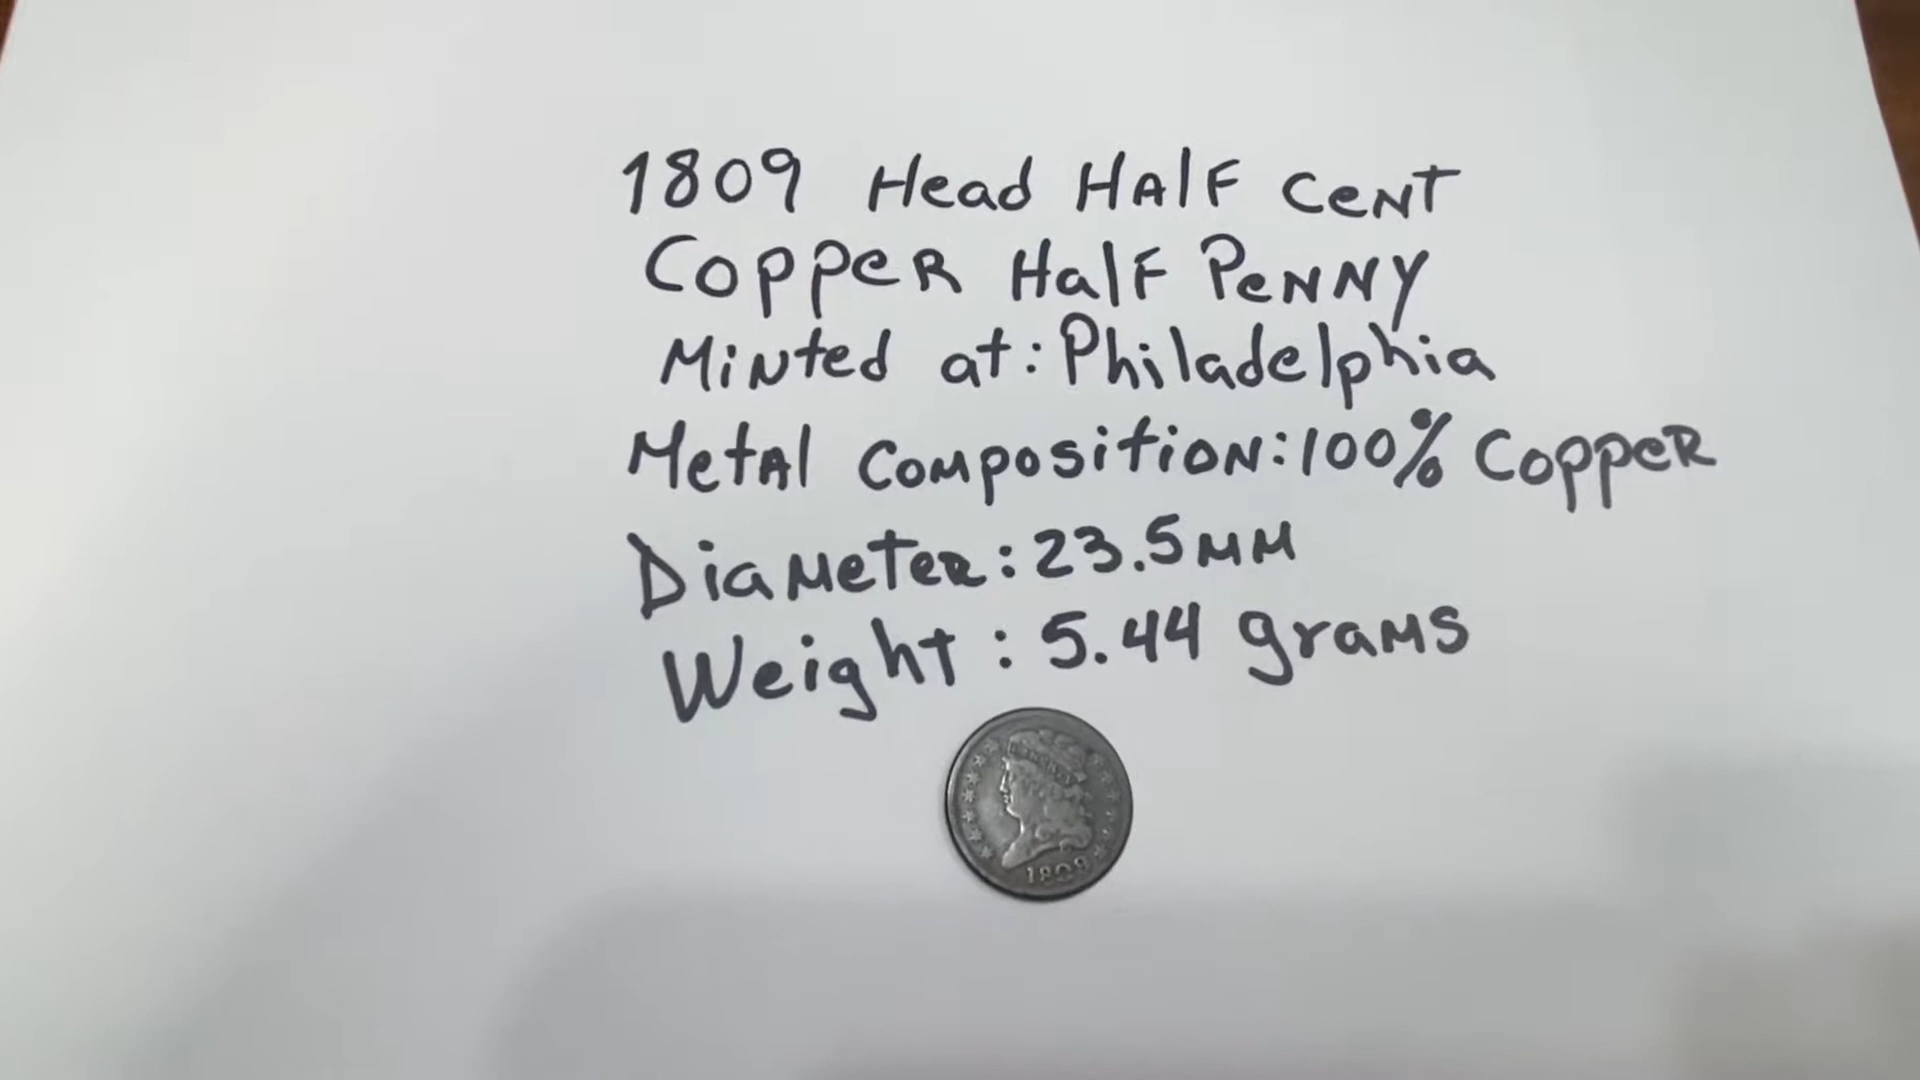 1809 Head Half Cent
Copper Half Penny
Minted at: Philadelphia
Metal Composition: 100% Copper
Diameter: 23.5mm
Weight: 5.44 grams
1809